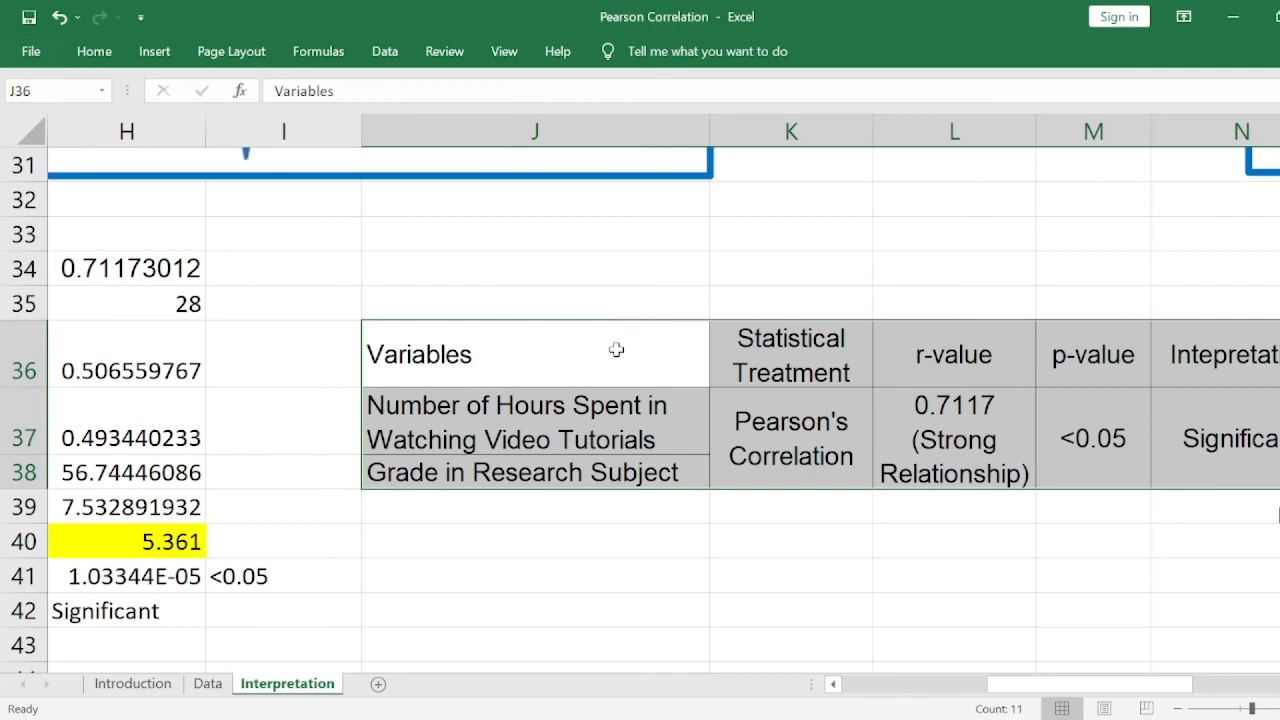 Pearson Correlation - Excel
Sign in
File Home Insert Page Layout Formulas Data Review View Help Tell me what you want to do
J36 fx Variables
H I J K L M N
31
32
33
34 0.71173012
35 28
36 0.506559767 Variables Statistical Treatment r-value p-value Intepretat
37 0.493440233 Number of Hours Spent in Watching Video Tutorials Pearson's Correlation 0.7117 (Strong Relationship) <0.05 Significa
38 56.74446086 Grade in Research Subject
39 7.532891932
40 5.361
41 1.03344E-05 <0.05
42 Significant
43
Introduction Data Interpretation
Ready Count: 11